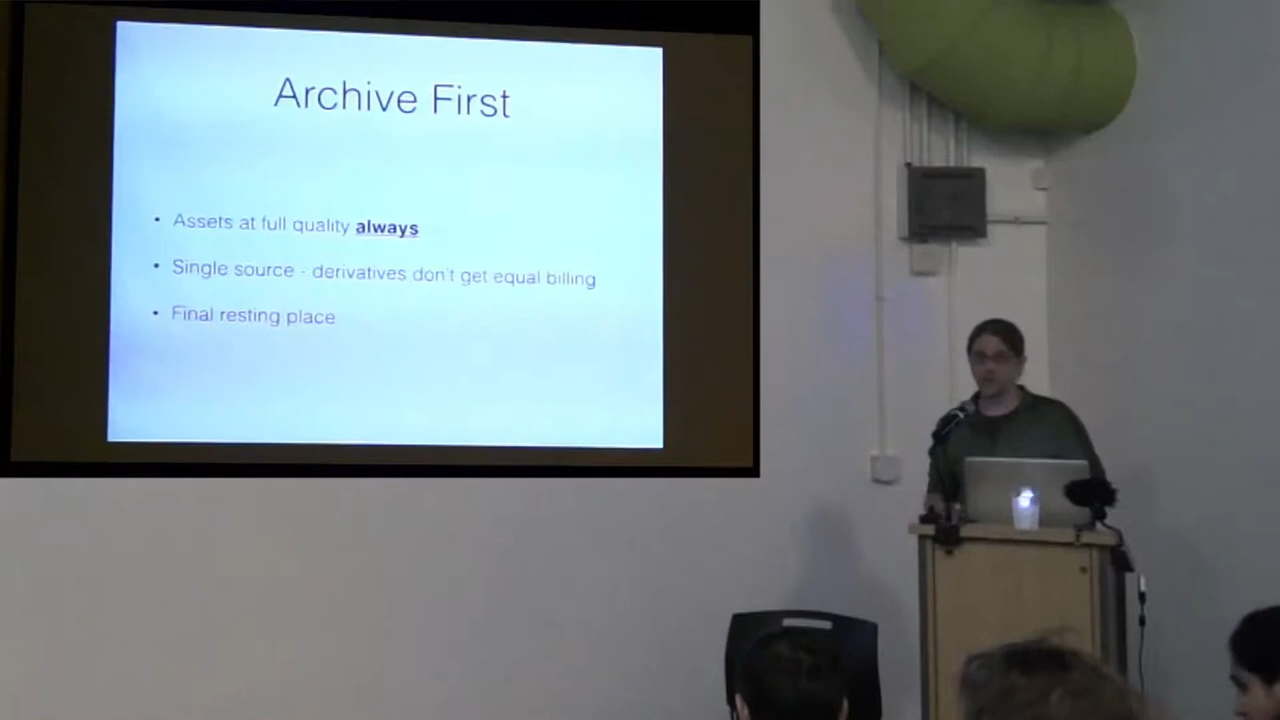 Archive First
• Assets at full quality always
• Single source - derivatives don't get equal billing
• Final resting place